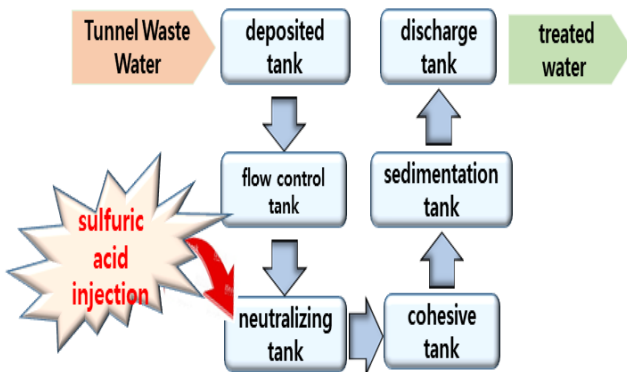 Tunnel Waste
Water
deposited
tank
discharge
tank
treated
water
flow control
tank
sedimentation
tank
sulfuric
acid
injection
neutralizing
tank
cohesive
tank